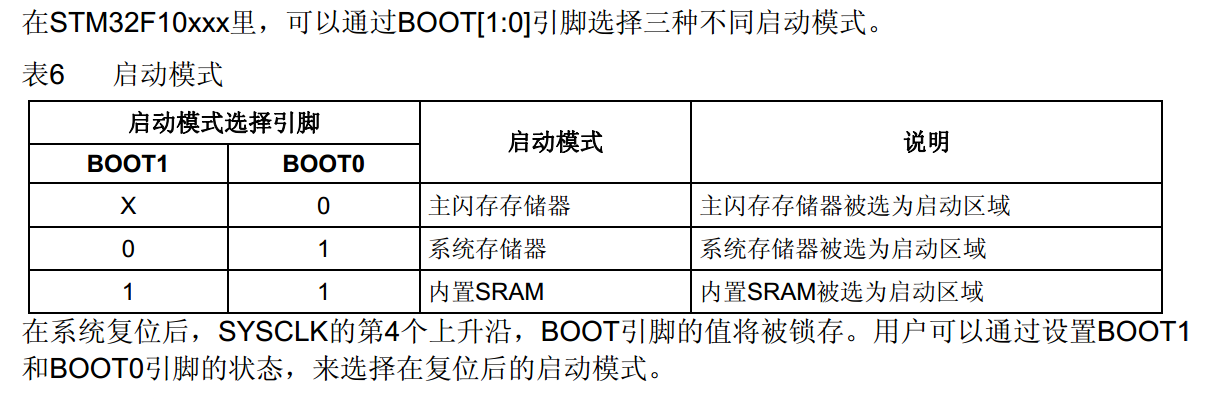 在STM32F10xxx里，可以通过BOOT[1:0]引脚选择三种不同启动模式。
表6 启动模式
启动模式选择引脚 启动模式 说明
BOOT1 BOOT0
X 0 主闪存存储器 主闪存存储器被选为启动区域
0 1 系统存储器 系统存储器被选为启动区域
1 1 内置SRAM 内置SRAM被选为启动区域
在系统复位后，SYSCLK的第4个上升沿，BOOT引脚的值将被锁存。用户可以通过设置BOOT1
和BOOT0引脚的状态，来选择在复位后的启动模式。